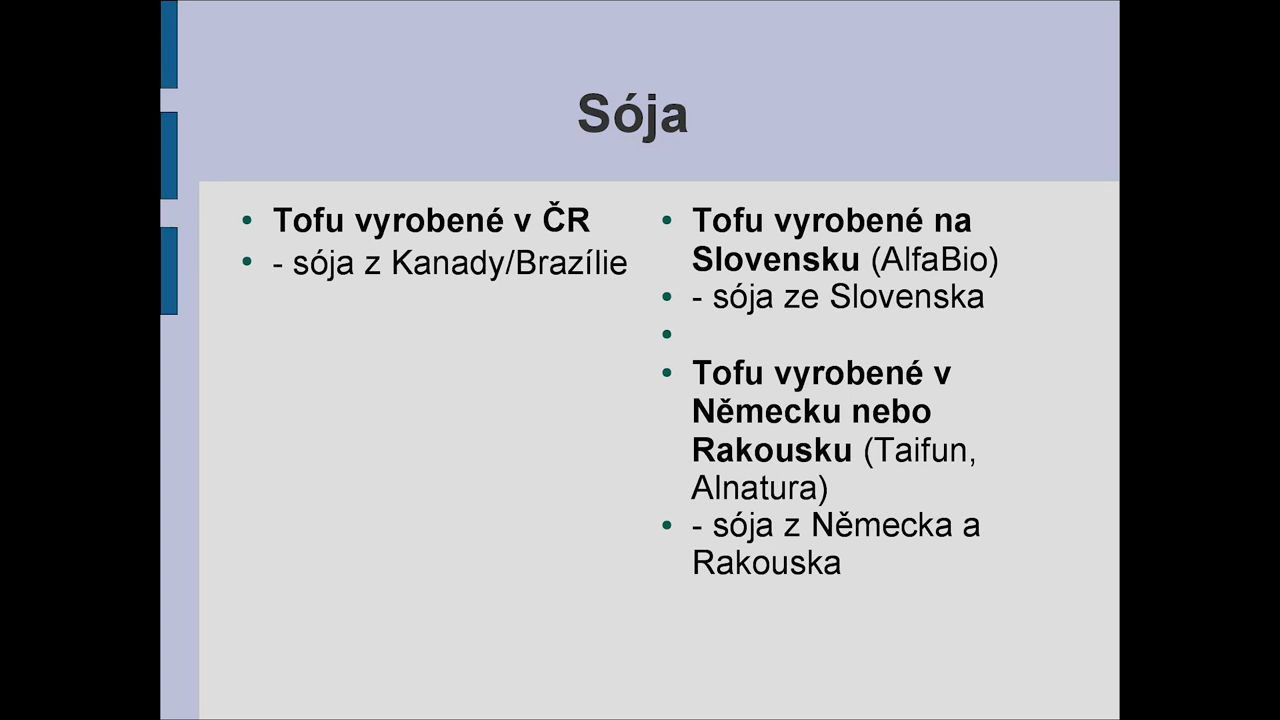 Sója
• Tofu vyrobené v ČR
• - sója z Kanady/Brazílie
• Tofu vyrobené na
Slovensku (AlfaBio)
• - sója ze Slovenska
•
• Tofu vyrobené v
Německu nebo
Rakousku (Taifun,
Alnatura)
• - sója z Německa a
Rakouska